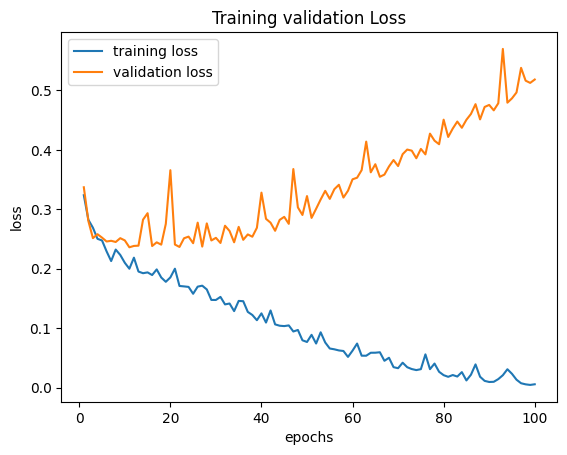 Training validation Loss
training loss
validation loss
loss
0.5
0.4
0.3
0.2
0.1
0.0
0 20 40 60 80 100
epochs